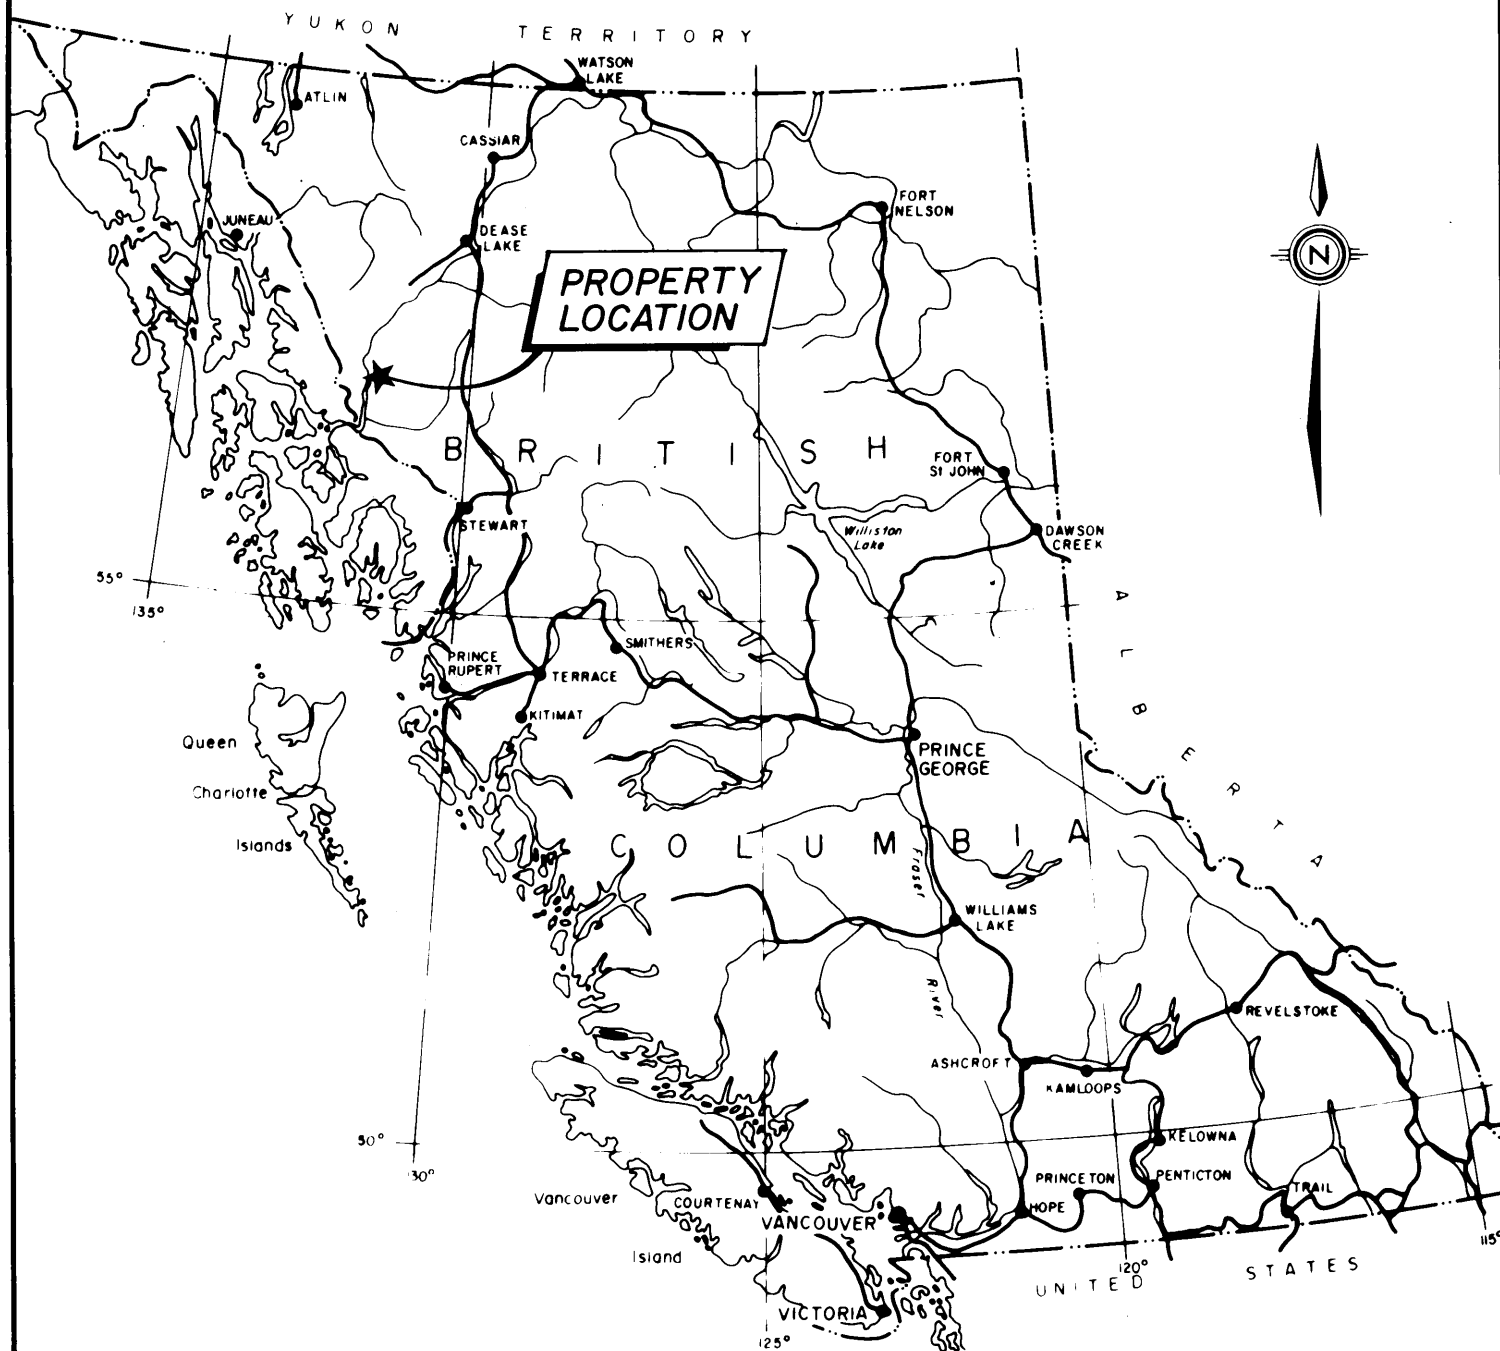 YUKON TERRITORY
WATSON
LAKE
ATLIN
CASSIAR
FORT
NELSON
JUNEAU
DEASE
LAKE
N
PROPERTY
LOCATION
BRITISH
FORT
St JOHN
STEWART
Williston
Lake
DAWSON
CREEK
55°
135°
ALBERTA
SMITHERS
PRINCE
RUPERT
TERRACE
KITIMAT
Queen
Charlotte
Islands
PRINCE
GEORGE
COLUMBIA
Fraser
River
WILLIAMS
LAKE
REVELSTOKE
ASHCROFT
KAMLOOPS
50°
130°
KELOWNA
Vancouver
Island
COURTENAY
PRINCETON
PENTICTON
TRAIL
HOPE
VANCOUVER
VICTORIA
125°
120°
115°
UNITED STATES